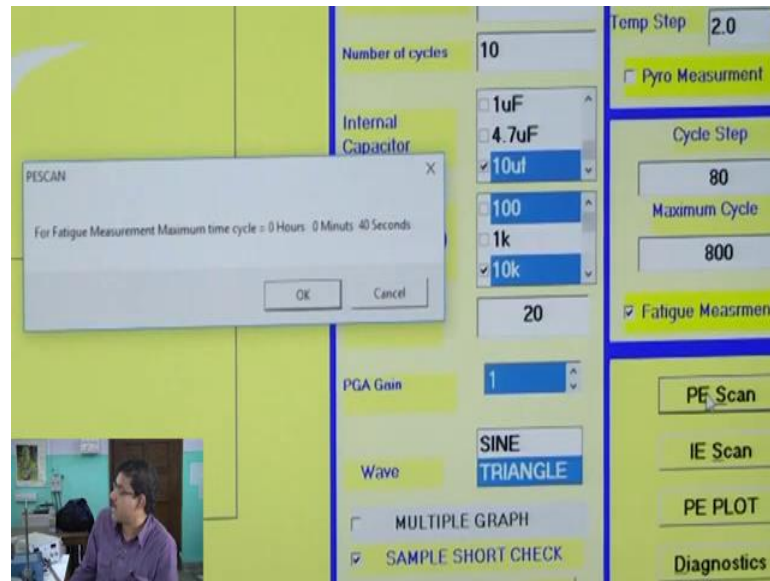 Number of cycles
10
Internal
Capacitor
1uF
4.7uF
10uf
100
1k
10k
20
PGA Gain
1
Wave
SINE
TRIANGLE
MULTIPLE GRAPH
SAMPLE SHORT CHECK
PESCAN
X
For Fatigue Measurement Maximum time cycle = 0 Hours 0 Minuts 40 Seconds
OK
Cancel
Temp Step
2.0
Pyro Measurment
Cycle Step
80
Maximum Cycle
800
Fatigue Measrmen
PE Scan
IE Scan
PE PLOT
Diagnostics